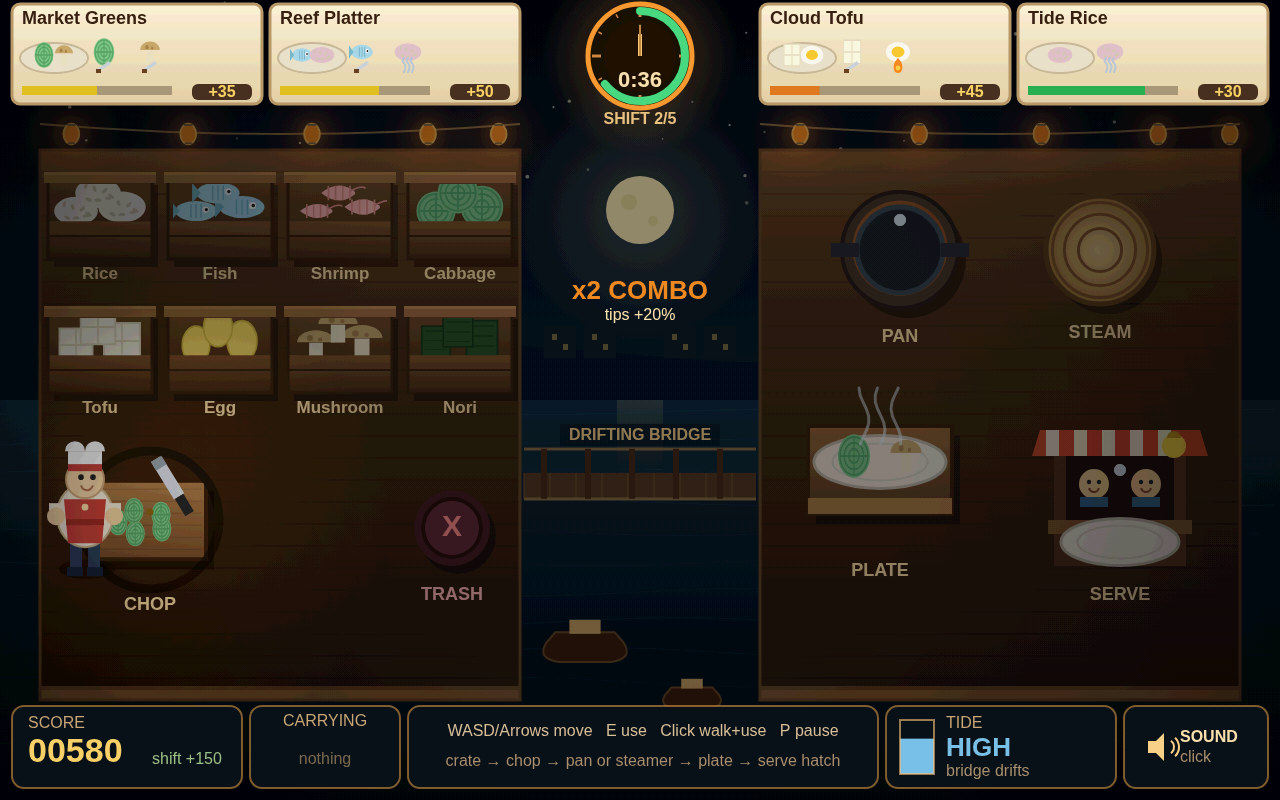 Market Greens
+35
Reef Platter
+50
0:36
SHIFT 2/5
Cloud Tofu
+45
Tide Rice
+30
Rice
Fish
Shrimp
Cabbage
Tofu
Egg
Mushroom
Nori
CHOP
X
TRASH
x2 COMBO
tips +20%
DRIFTING BRIDGE
PAN
STEAM
PLATE
SERVE
SCORE
00580
shift +150
CARRYING
nothing
WASD/Arrows move E use Click walk+use P pause
crate → chop → pan or steamer → plate → serve hatch
TIDE
HIGH
bridge drifts
SOUND
click